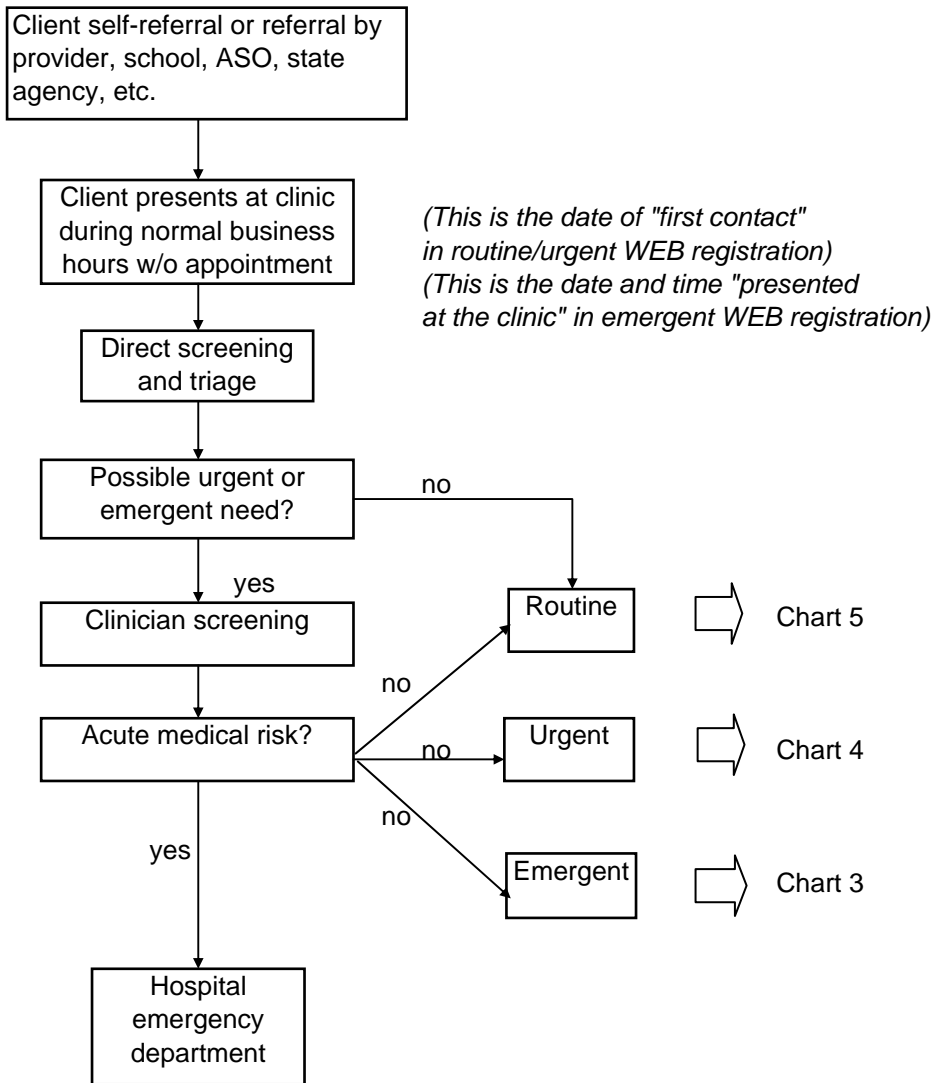 Client self-referral or referral by
provider, school, ASO, state
agency, etc.
Client presents at clinic
during normal business
hours w/o appointment
(This is the date of "first contact"
in routine/urgent WEB registration)
(This is the date and time "presented
at the clinic" in emergent WEB registration)
Direct screening
and triage
Possible urgent or
emergent need?
no
yes
Clinician screening
Routine
Chart 5
no
Acute medical risk?
no
Urgent
Chart 4
no
yes
Emergent
Chart 3
Hospital
emergency
department